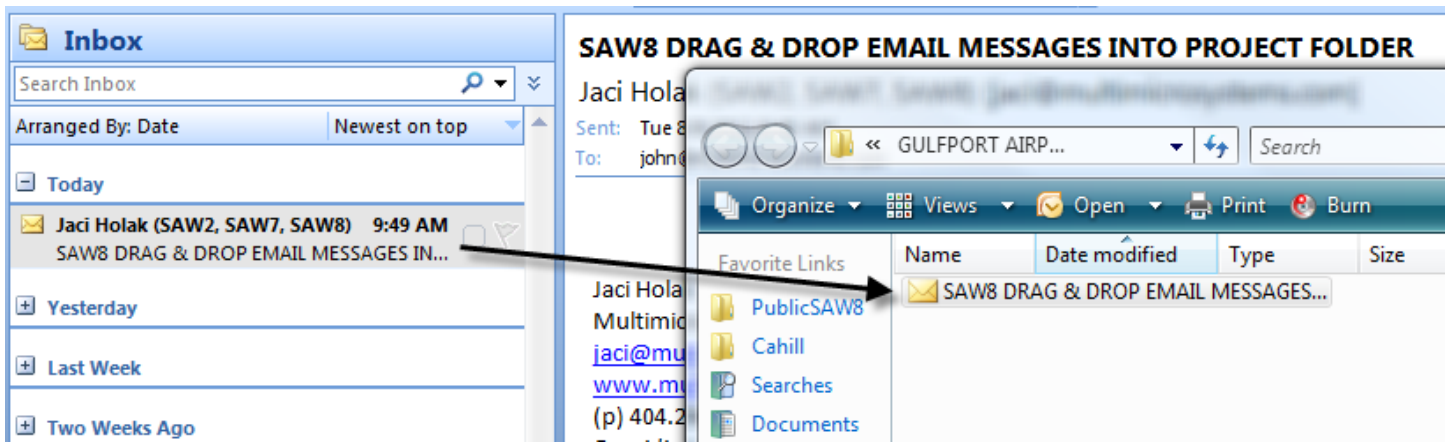 Inbox
Search Inbox
Arranged By: Date Newest on top
Today
Jaci Holak (SAW2, SAW7, SAW8) 9:49 AM
SAW8 DRAG & DROP EMAIL MESSAGES IN...
Yesterday
Last Week
Two Weeks Ago
SAW8 DRAG & DROP EMAIL MESSAGES INTO PROJECT FOLDER
Jaci Hola
Sent: Tue 8
To: john@
Jaci Hola
Multimic
jaci@mu
www.mu
(p) 404.2
« GULFPORT AIRP... Search
Organize Views Open Print Burn
Favorite Links
PublicSAW8
Cahill
Searches
Documents
Name Date modified Type Size
SAW8 DRAG & DROP EMAIL MESSAGES...